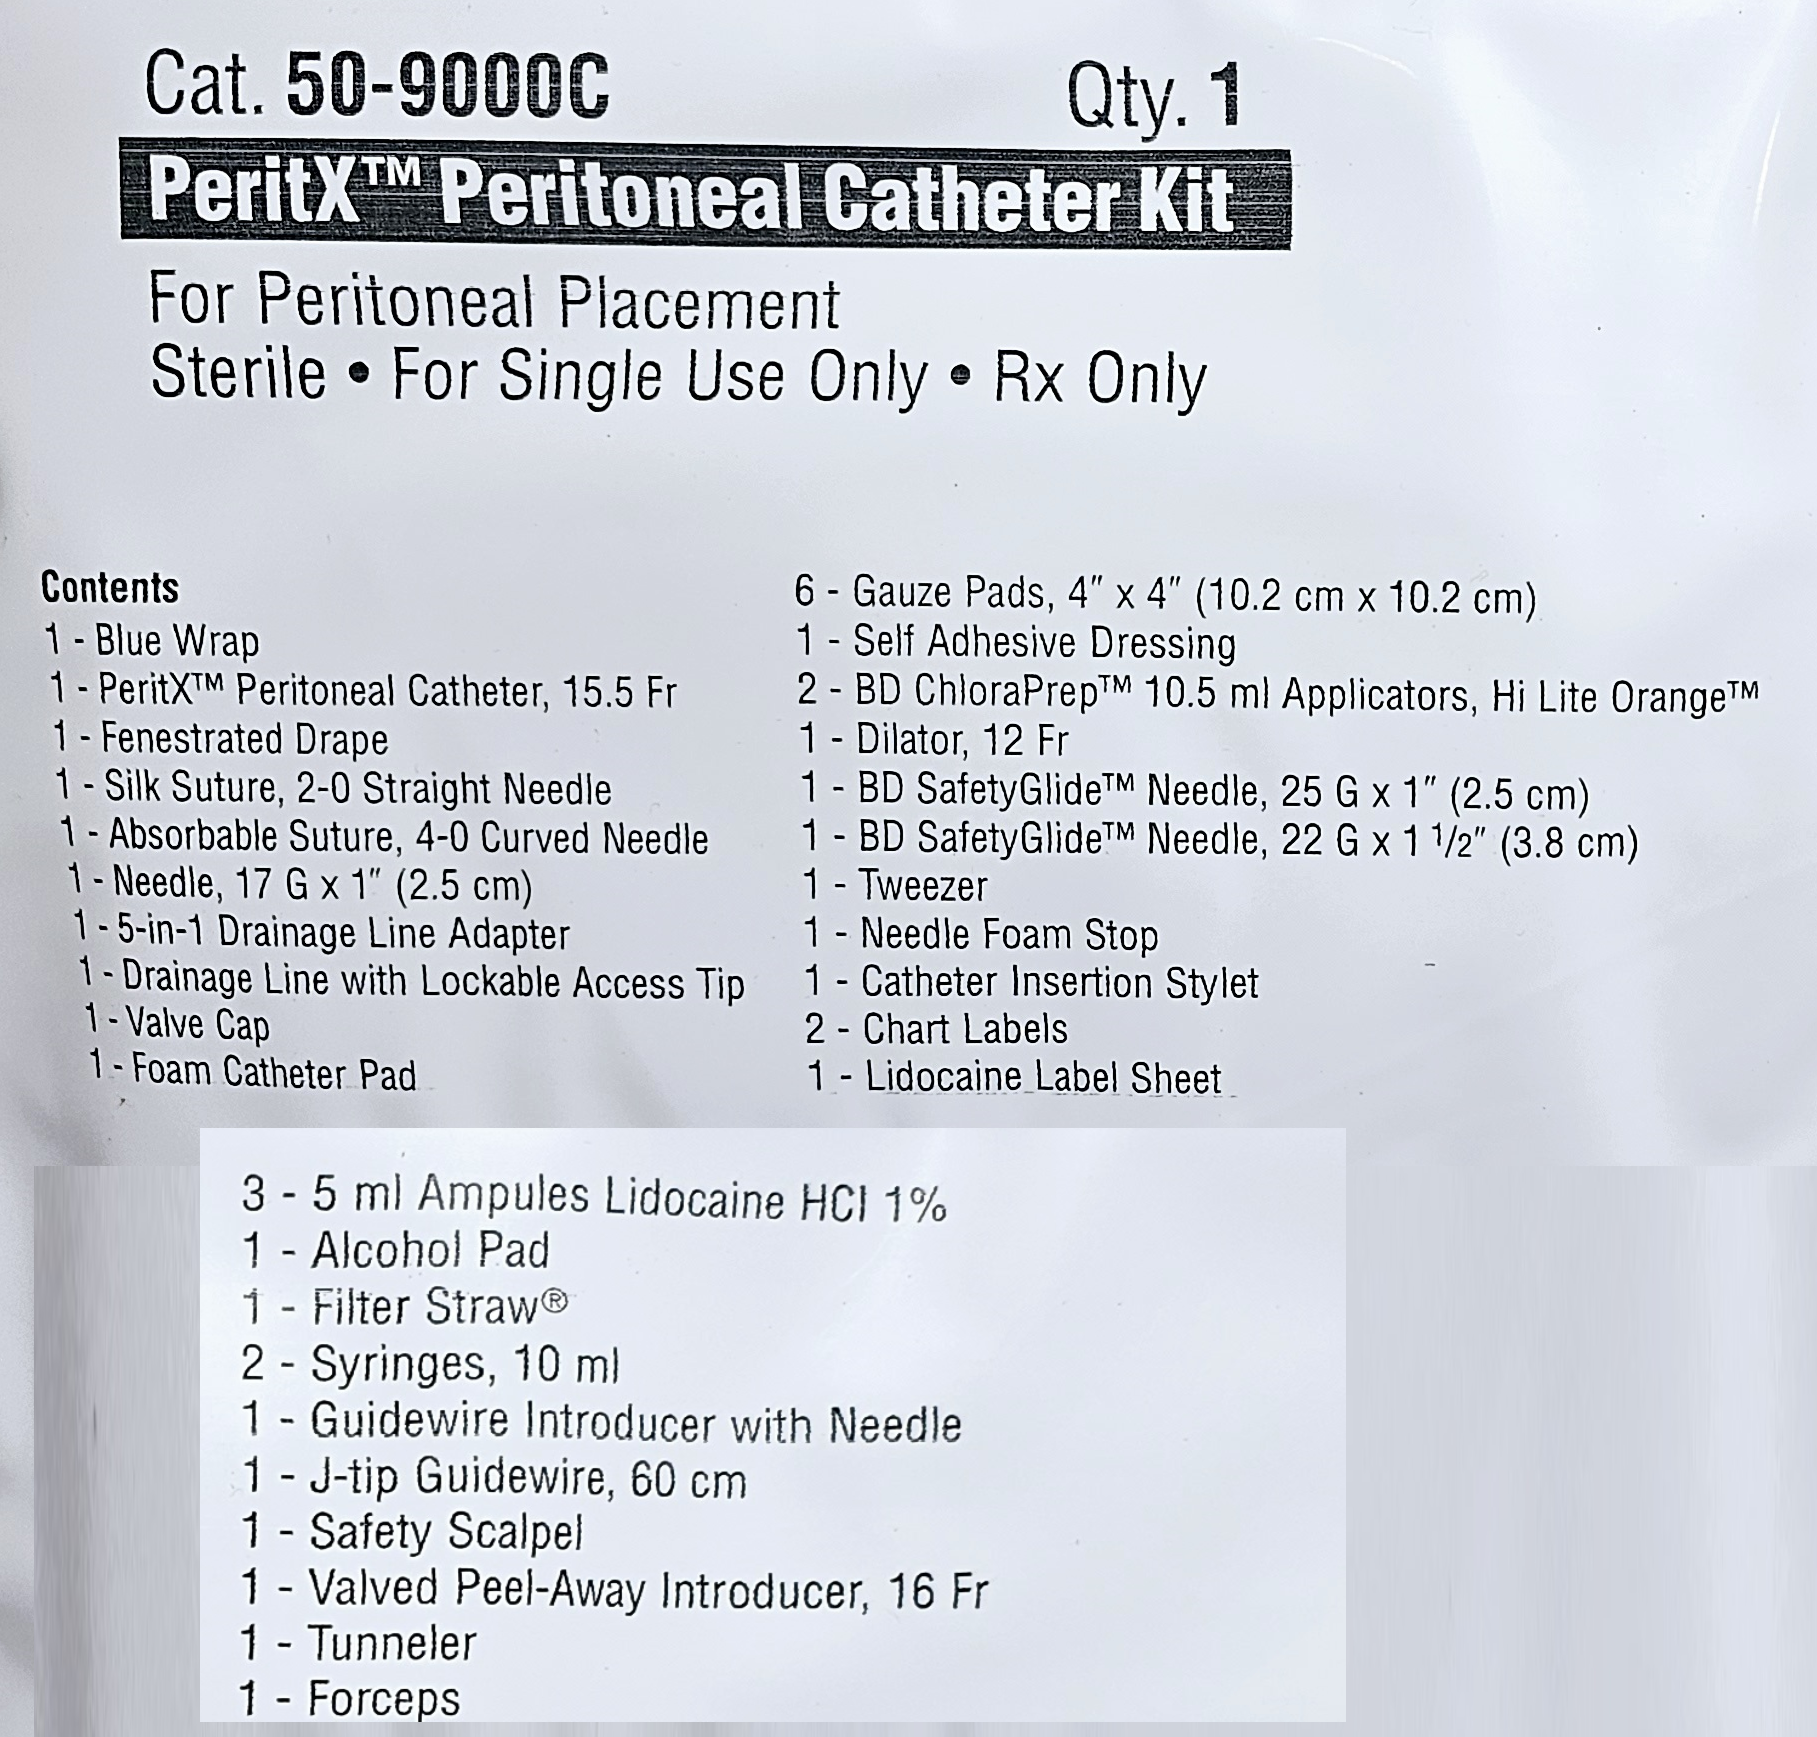 Cat. 50-9000C
Qty. 1
PeritX™ Peritoneal Catheter Kit
For Peritoneal Placement
Sterile • For Single Use Only • Rx Only
Contents
1 - Blue Wrap
1 - PeritX™ Peritoneal Catheter, 15.5 Fr
1 - Fenestrated Drape
1 - Silk Suture, 2-0 Straight Needle
1 - Absorbable Suture, 4-0 Curved Needle
1 - Needle, 17 G x 1" (2.5 cm)
1 - 5-in-1 Drainage Line Adapter
1 - Drainage Line with Lockable Access Tip
1 - Valve Cap
1 - Foam Catheter Pad
6 - Gauze Pads, 4" x 4" (10.2 cm x 10.2 cm)
1 - Self Adhesive Dressing
2 - BD ChloraPrep™ 10.5 ml Applicators, Hi Lite Orange™
1 - Dilator, 12 Fr
1 - BD SafetyGlide™ Needle, 25 G x 1" (2.5 cm)
1 - BD SafetyGlide™ Needle, 22 G x 1 1/2" (3.8 cm)
1 - Tweezer
1 - Needle Foam Stop
1 - Catheter Insertion Stylet
2 - Chart Labels
1 - Lidocaine Label Sheet
3 - 5 ml Ampules Lidocaine HCl 1%
1 - Alcohol Pad
1 - Filter Straw®
2 - Syringes, 10 ml
1 - Guidewire Introducer with Needle
1 - J-tip Guidewire, 60 cm
1 - Safety Scalpel
1 - Valved Peel-Away Introducer, 16 Fr
1 - Tunneler
1 - Forceps